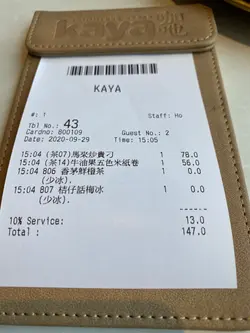 kaya
KAYA
#: 1 Staff: Ho
Tbl No.: 43
Cardno: B00109 Guest No.: 2
Date: 2020-09-29 Time: 15:05
15:04 (茶07)馬來炒貴刁 1 78.0
15:04 (茶14)牛油果五色米紙卷 1 56.0
15:04 806 香茅鮮橙茶 1 0.0
(少冰).
15:04 807 桔仔話梅冰 1 0.0
(少冰).
10% Service: 13.0
Total : 147.0